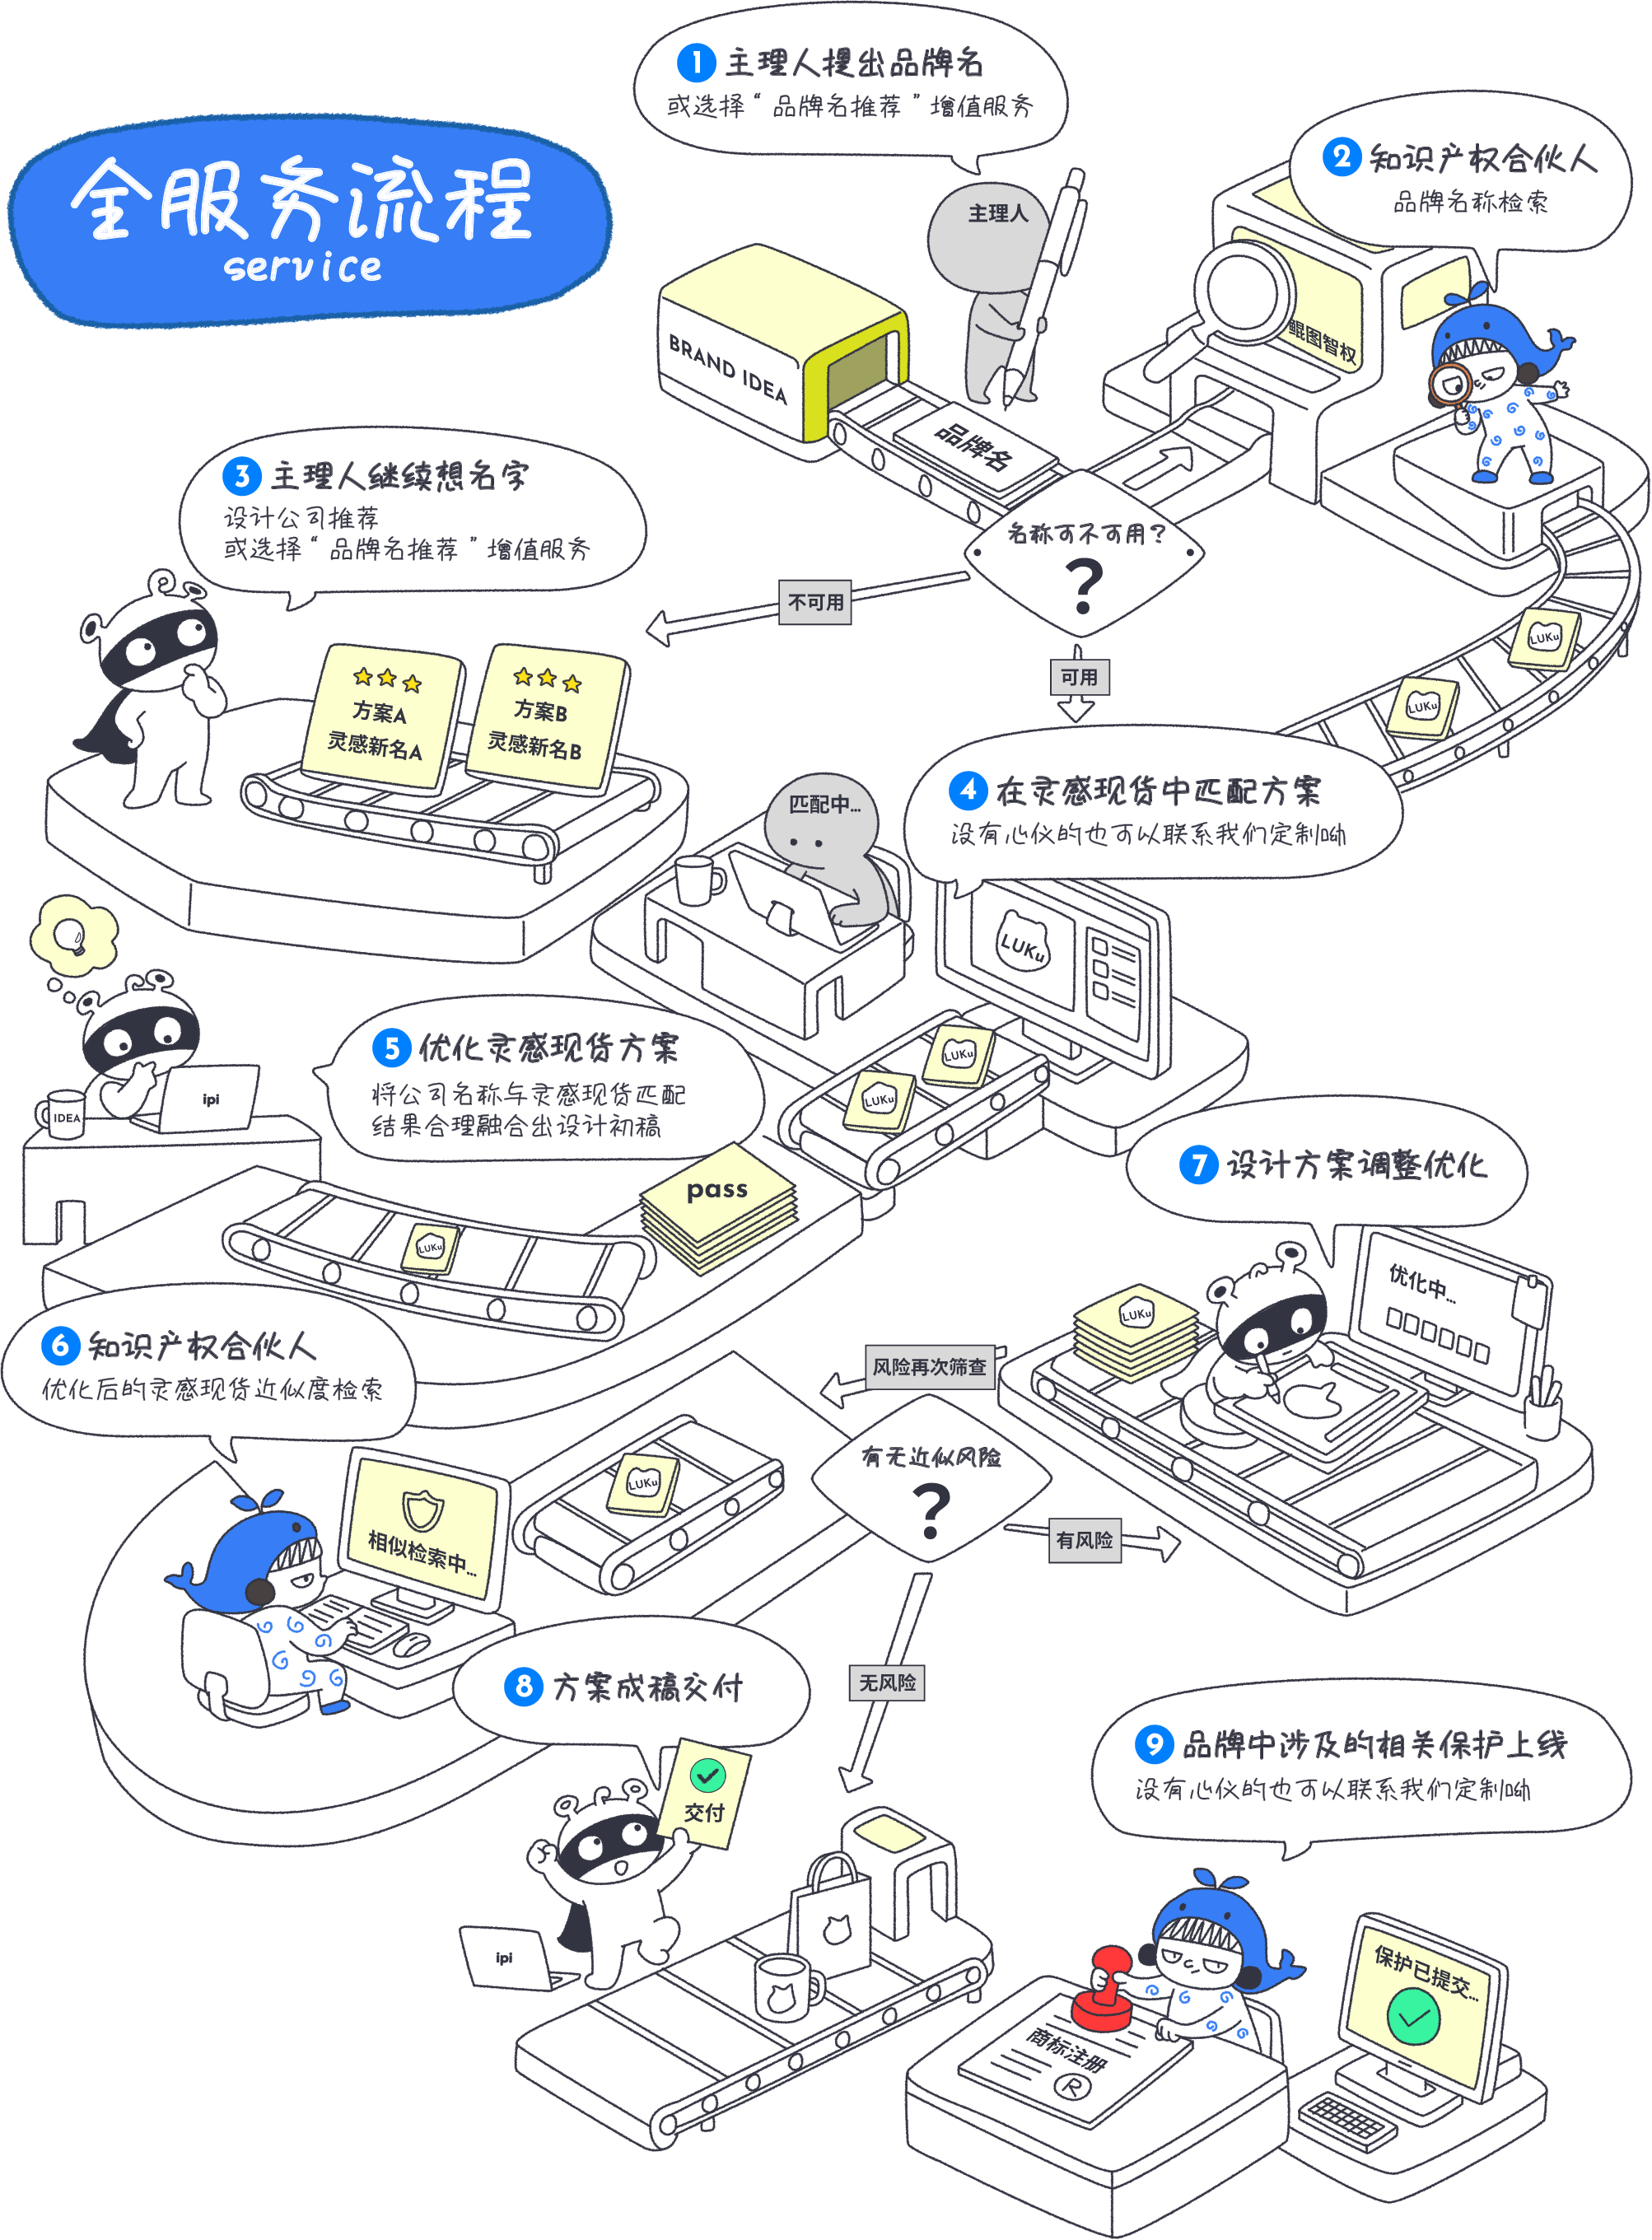 全服务流程
service
1 主理人提出品牌名
或选择“品牌名推荐”增值服务
主理人
BRAND IDEA
品牌名
2 知识产权合伙人
品牌名称检索
鲲图智权
名称可不可用？
?
不可用
可用
3 主理人继续想名字
设计公司推荐
或选择“品牌名推荐”增值服务
方案A
灵感新名A
方案B
灵感新名B
LUKu
LUKu
4 在灵感现货中匹配方案
没有心仪的也可以联系我们定制呦
匹配中...
LUKu
LUKu
LUKu
5 优化灵感现货方案
将公司名称与灵感现货匹配
结果合理融合出设计初稿
IDEA
ipi
pass
LUKu
6 知识产权合伙人
优化后的灵感现货近似度检索
相似检索中...
LUKu
7 设计方案调整优化
LUKu
优化中...
风险再次筛查
有无近似风险
?
有风险
无风险
8 方案成稿交付
交付
ipi
9 品牌中涉及的相关保护上线
没有心仪的也可以联系我们定制呦
商标注册
R
保护已提交...